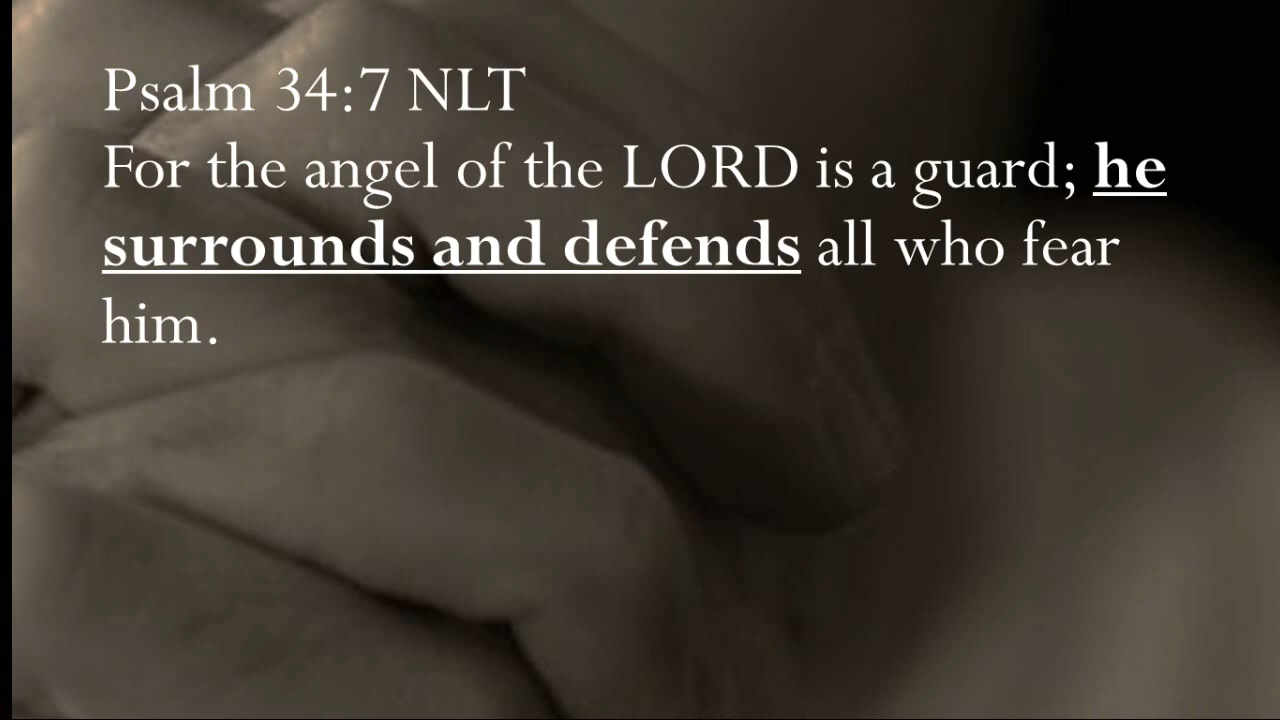 Psalm 34:7 NLT
For the angel of the LORD is a guard; he
surrounds and defends all who fear
him.